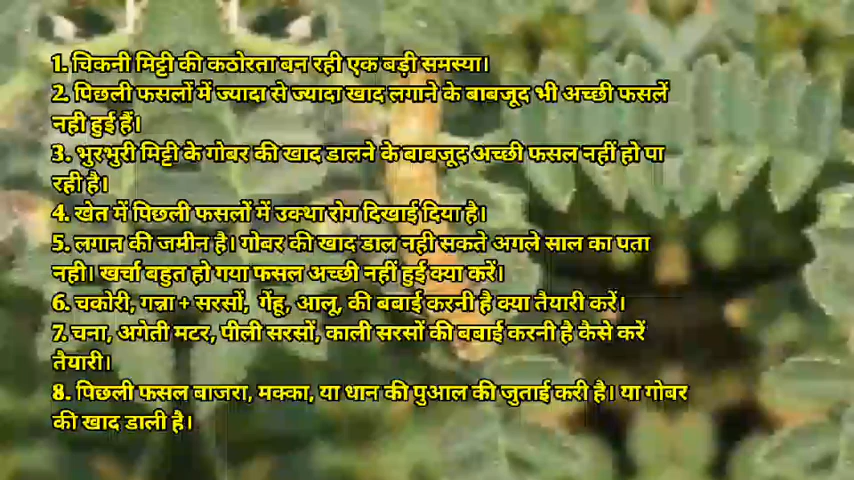 1. चिकनी मिट्टी की कठोरता बन रही एक बड़ी समस्या।
2. पिछली फसलों में ज्यादा से ज्यादा खाद लगाने के बाबजूद भी अच्छी फसलें
नही हुई हैं।
3. भुरभुरी मिट्टी के गोबर की खाद डालने के बाबजूद अच्छी फसल नहीं हो पा
रही है।
4. खेत में पिछली फसलों में उक्था रोग दिखाई दिया है।
5. लगान की जमीन है। गोबर की खाद डाल नही सकते अगले साल का पता
नही। खर्चा बहुत हो गया फसल अच्छी नहीं हुई क्या करें।
6. चकोरी, गन्ना + सरसों, गेंहू, आलू, की बबाई करनी है क्या तैयारी करें।
7. चना, अगेती मटर, पीली सरसों, काली सरसों की बबाई करनी है कैसे करें
तैयारी।
8. पिछली फसल बाजरा, मक्का, या धान की पुआल की जुताई करी है। या गोबर
की खाद डाली है।